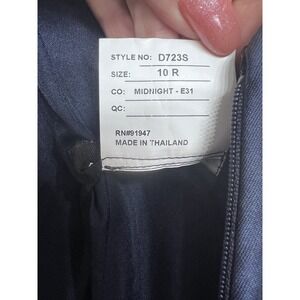 STYLE NO: D723S
SIZE: 10 R
CO: MIDNIGHT - E31
QC:
RN#91947
MADE IN THAILAND